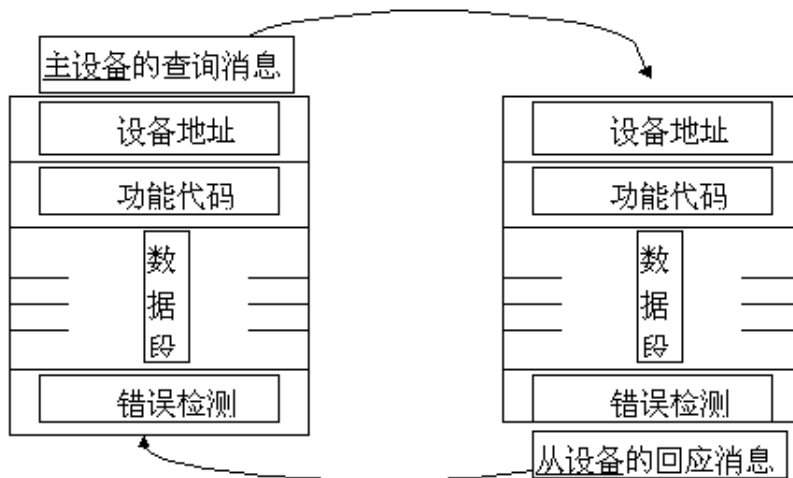 主设备的查询消息
设备地址
功能代码
数
据
段
错误检测
设备地址
功能代码
数
据
段
错误检测
从设备的回应消息